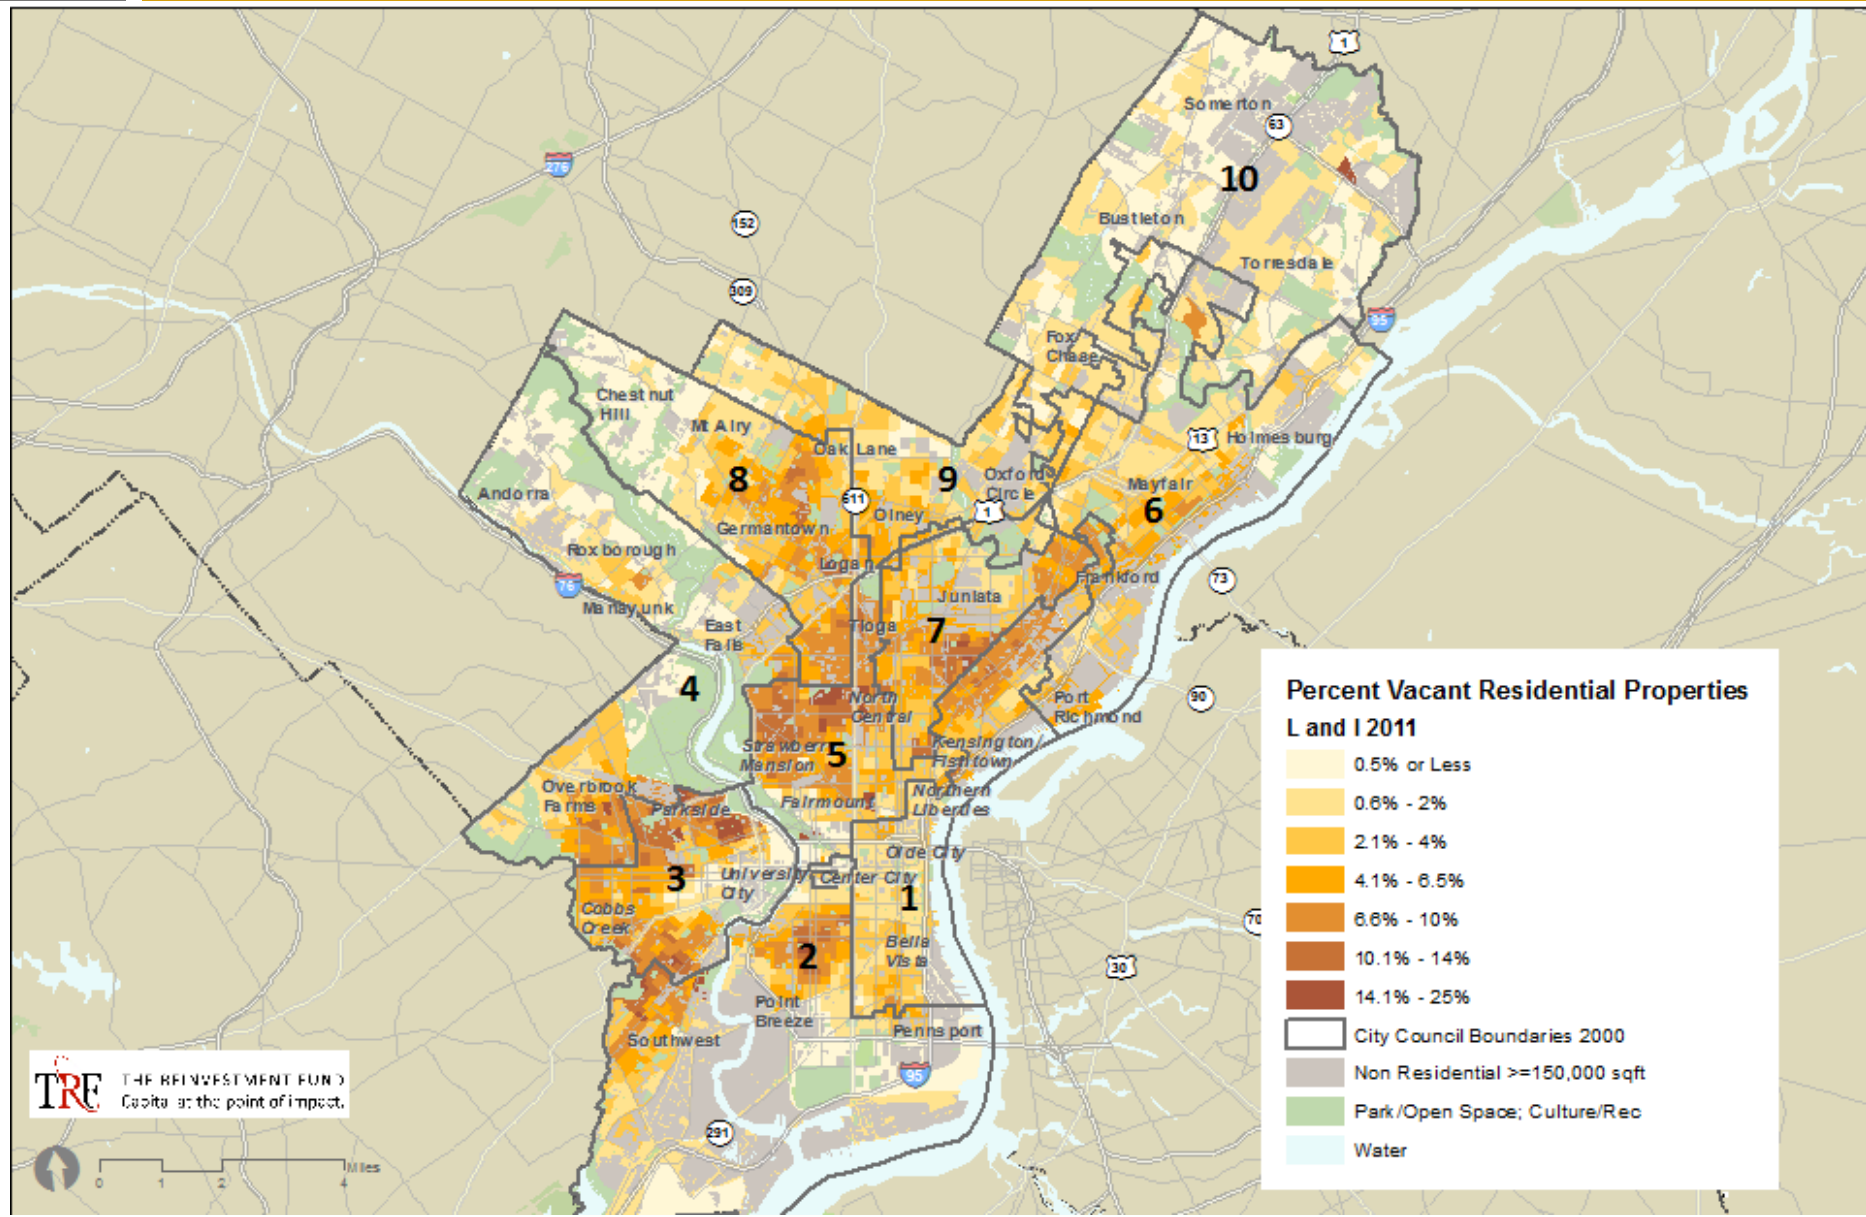 1
Somerton
63
10
276
Bustleton
152
Torresdale
309
95
Fox
Chase
Chestnut
Hill
Mt Airy
Oak Lane
13
Holmesburg
8
9
Oxford
Circle
Mayfair
Andorra
611
1
6
Olney
Germantown
Roxborough
Logan
Frankford
73
76
Manayunk
Juniata
East
Falls
Tioga
7
4
North
Central
Port
Richmond
90
Strawberry
Mansion
5
Kensington/
Fishtown
Overbrook
Farms
Parkside
Fairmount
Northern
Liberties
Olde City
3
University
City
Center City
1
Cobbs
Creek
70
2
Bella
Vista
30
Point
Breeze
Pennsport
Southwest
95
291
Percent Vacant Residential Properties
L and I 2011
0.5% or Less
0.6% - 2%
2.1% - 4%
4.1% - 6.5%
6.6% - 10%
10.1% - 14%
14.1% - 25%
City Council Boundaries 2000
Non Residential >=150,000 sqft
Park/Open Space; Culture/Rec
Water
TRF THE REINVESTMENT FUND
Capital at the point of impact.
Miles
0 1 2 4